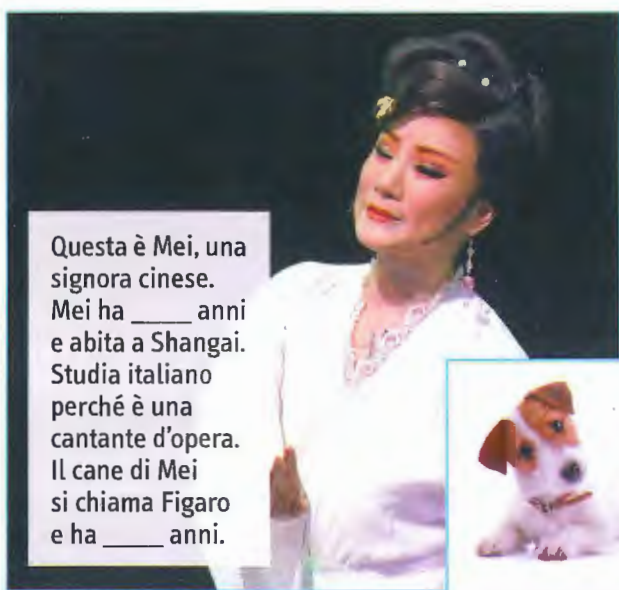 Questa è Mei, una
signora cinese.
Mei ha _____ anni
e abita a Shangai.
Studia italiano
perché è una
cantante d'opera.
Il cane di Mei
si chiama Figaro
e ha _____ anni.